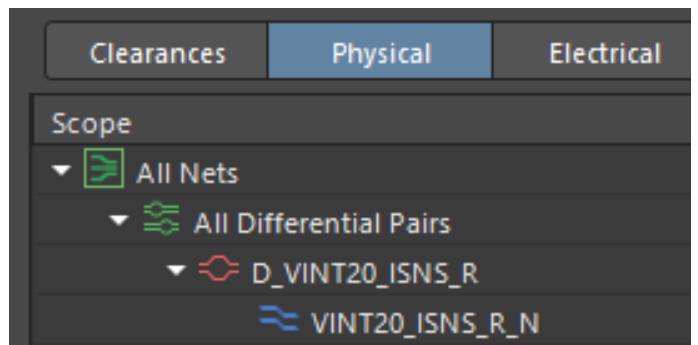 Clearances Physical Electrical
Scope
All Nets
All Differential Pairs
D_VINT20_ISNS_R
VINT20_ISNS_R_N